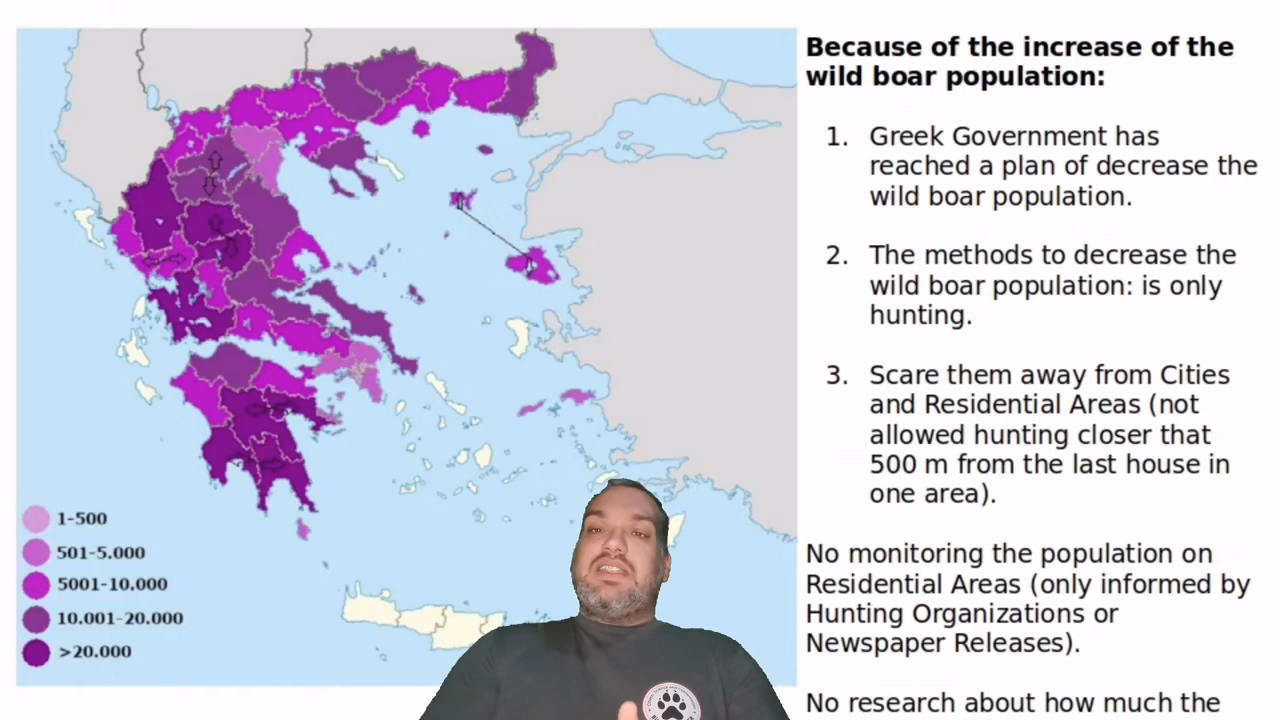 Because of the increase of the
wild boar population:
1. Greek Government has
reached a plan of decrease the
wild boar population.
2. The methods to decrease the
wild boar population: is only
hunting.
3. Scare them away from Cities
and Residential Areas (not
allowed hunting closer that
500 m from the last house in
one area).
No monitoring the population on
Residential Areas (only informed by
Hunting Organizations or
Newspaper Releases).
No research about how much the
1-500
501-5.000
5001-10.000
10.001-20.000
>20.000